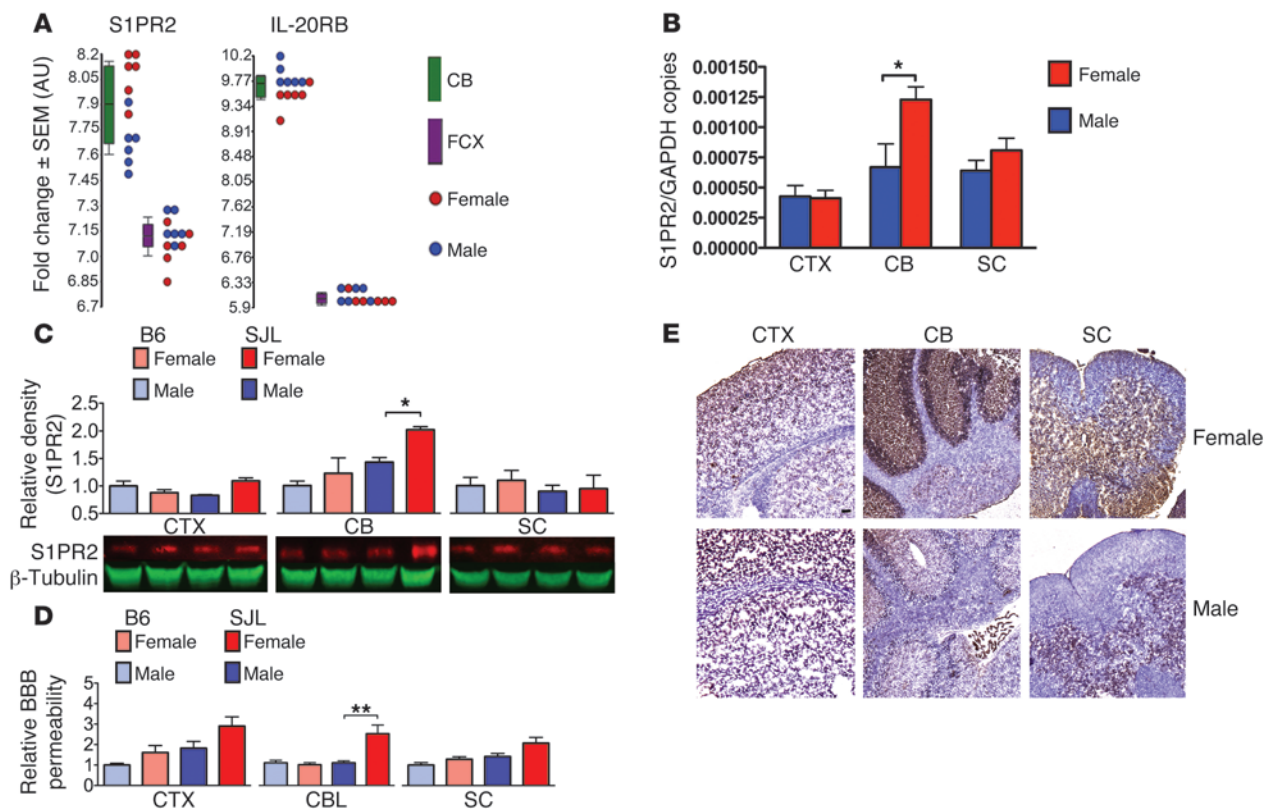 A
S1PR2
IL-20RB
Fold change ± SEM (AU)
8.2
8.05
7.9
7.75
7.6
7.45
7.3
7.15
7.0
6.85
6.7
10.2
9.77
9.34
8.91
8.48
8.05
7.62
7.19
6.76
6.33
5.9
CB
FCX
Female
Male
B
S1PR2/GAPDH copies
0.00150
0.00125
0.00100
0.00075
0.00050
0.00025
0.00000
*
CTX
CB
SC
Female
Male
C
B6
SJL
Female
Female
Male
Male
Relative density
(S1PR2)
2.5
2.0
1.5
1.0
0.5
*
CTX
CB
SC
S1PR2
β-Tubulin
D
B6
SJL
Female
Female
Male
Male
Relative BBB
permeability
5
4
3
2
1
0
**
CTX
CBL
SC
E
CTX
CB
SC
Female
Male